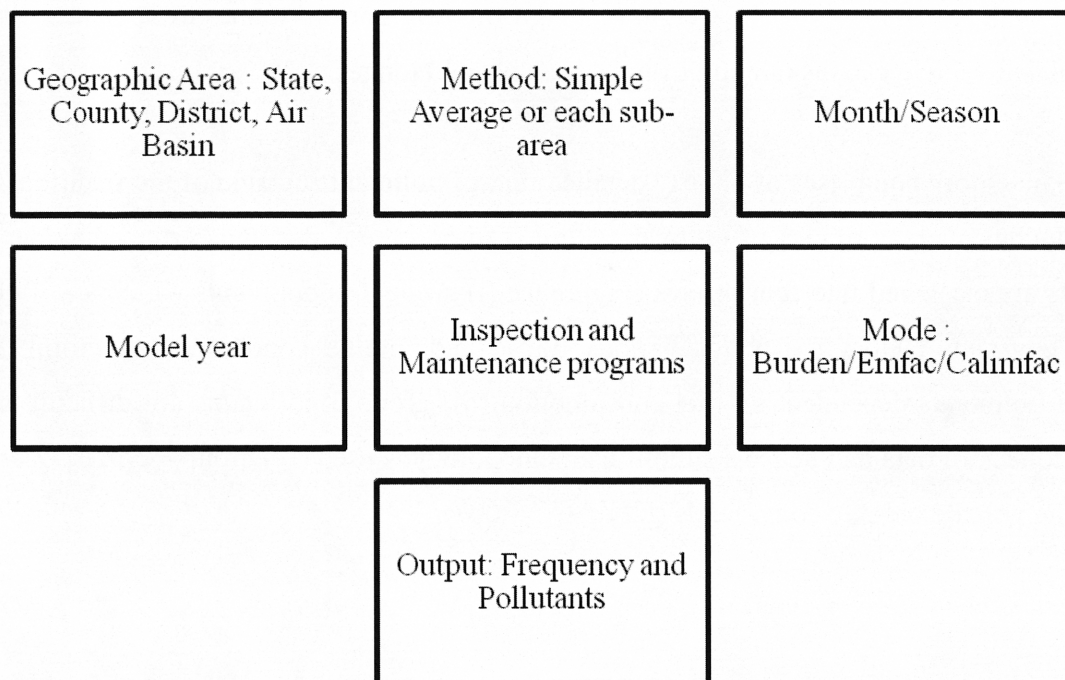 Geographic Area : State,
County, District, Air
Basin
Method: Simple
Average or each sub-
area
Month/Season
Model year
Inspection and
Maintenance programs
Mode :
Burden/Emfac/Calimfac
Output: Frequency and
Pollutants